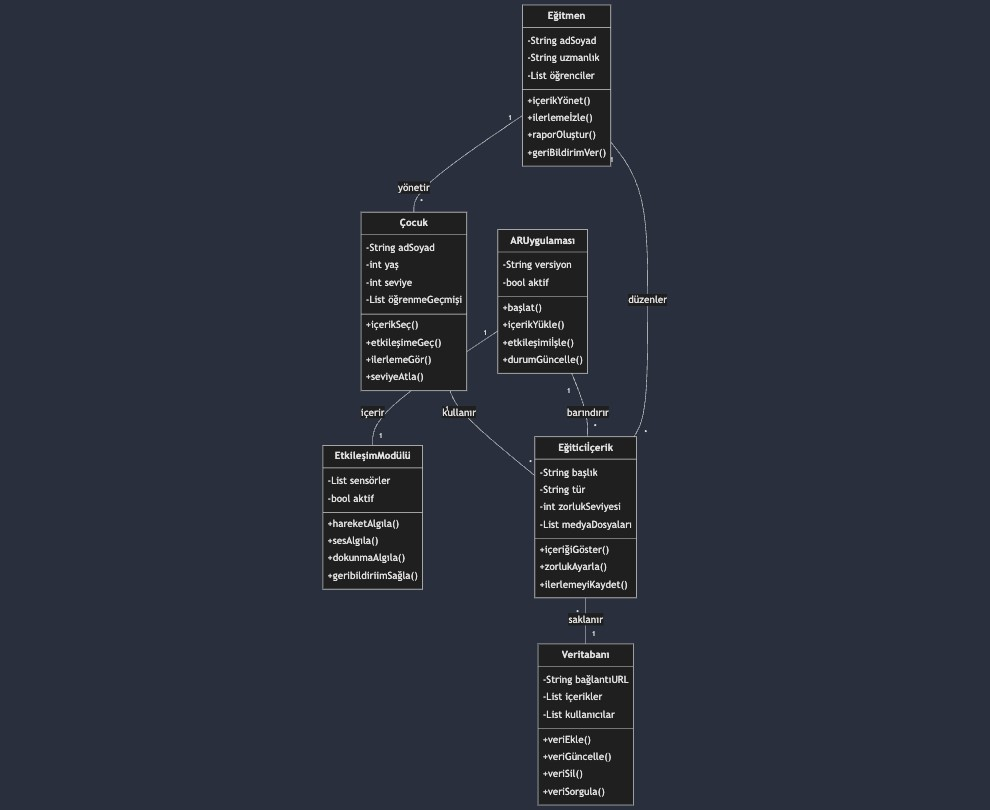 Eğitmen
-String adSoyad
-String uzmanlık
-List öğrenciler
+içerikYönet()
+ilerlemeİzle()
+raporOluştur()
+geriBildirimVer()
1
1
yönetir
*
Çocuk
-String adSoyad
-int yaş
-int seviye
-List öğrenmeGeçmişi
+içerikSeç()
+etkileşimeGeç()
+ilerlemeGör()
+seviyeAtla()
ARUygulaması
-String versiyon
-bool aktif
+başlat()
+içerikYükle()
+etkileşimiİşle()
+durumGüncelle()
1
düzenler
1
içerir
kullanır
barındırır
1
*
*
*
EtkileşimModülü
-List sensörler
-bool aktif
+hareketAlgıla()
+sesAlgıla()
+dokunmaAlgıla()
+geribildiriimSağla()
Eğiticiİçerik
-String başlık
-String tür
-int zorlukSeviyesi
-List medyaDosyaları
+içeriğiGöster()
+zorlukAyarla()
+ilerlemeyiKaydet()
*
saklanır
1
Veritabanı
-String bağlantıURL
-List içerikler
-List kullanıcılar
+veriEkle()
+veriGüncelle()
+veriSil()
+veriSorgula()